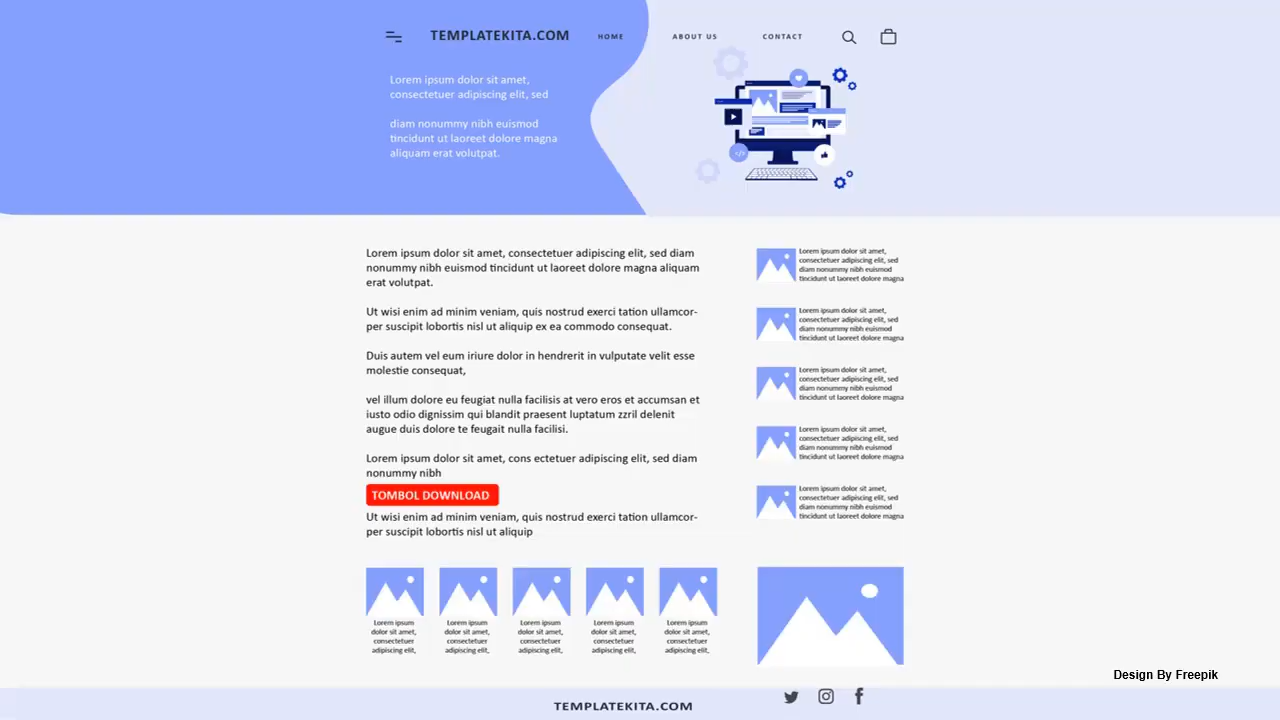 TEMPLATEKITA.COM
HOME
ABOUT US
CONTACT
Lorem ipsum dolor sit amet,
consectetuer adipiscing elit, sed
diam nonummy nibh euismod
tincidunt ut laoreet dolore magna
aliquam erat volutpat.
Lorem ipsum dolor sit amet, consectetuer adipiscing elit, sed diam
nonummy nibh euismod tincidunt ut laoreet dolore magna aliquam
erat volutpat.
Ut wisi enim ad minim veniam, quis nostrud exerci tation ullamcor-
per suscipit lobortis nisl ut aliquip ex ea commodo consequat.
Duis autem vel eum iriure dolor in hendrerit in vulputate velit esse
molestie consequat,
vel illum dolore eu feugiat nulla facilisis at vero eros et accumsan et
iusto odio dignissim qui blandit praesent luptatum zzril delenit
augue duis dolore te feugait nulla facilisi.
Lorem ipsum dolor sit amet, cons ectetuer adipiscing elit, sed diam
nonummy nibh
TOMBOL DOWNLOAD
Ut wisi enim ad minim veniam, quis nostrud exerci tation ullamcor-
per suscipit lobortis nisl ut aliquip
Lorem ipsum dolor sit amet,
consectetuer adipiscing elit, sed
diam nonummy nibh euismod
tincidunt ut laoreet dolore magna
Lorem ipsum dolor sit amet,
consectetuer adipiscing elit, sed
diam nonummy nibh euismod
tincidunt ut laoreet dolore magna
Lorem ipsum dolor sit amet,
consectetuer adipiscing elit, sed
diam nonummy nibh euismod
tincidunt ut laoreet dolore magna
Lorem ipsum dolor sit amet,
consectetuer adipiscing elit, sed
diam nonummy nibh euismod
tincidunt ut laoreet dolore magna
Lorem ipsum dolor sit amet,
consectetuer adipiscing elit, sed
diam nonummy nibh euismod
tincidunt ut laoreet dolore magna
Lorem ipsum
dolor sit amet,
consectetuer
adipiscing elit,
Lorem ipsum
dolor sit amet,
consectetuer
adipiscing elit,
Lorem ipsum
dolor sit amet,
consectetuer
adipiscing elit,
Lorem ipsum
dolor sit amet,
consectetuer
adipiscing elit,
Lorem ipsum
dolor sit amet,
consectetuer
adipiscing elit,
Design By Freepik
TEMPLATEKITA.COM